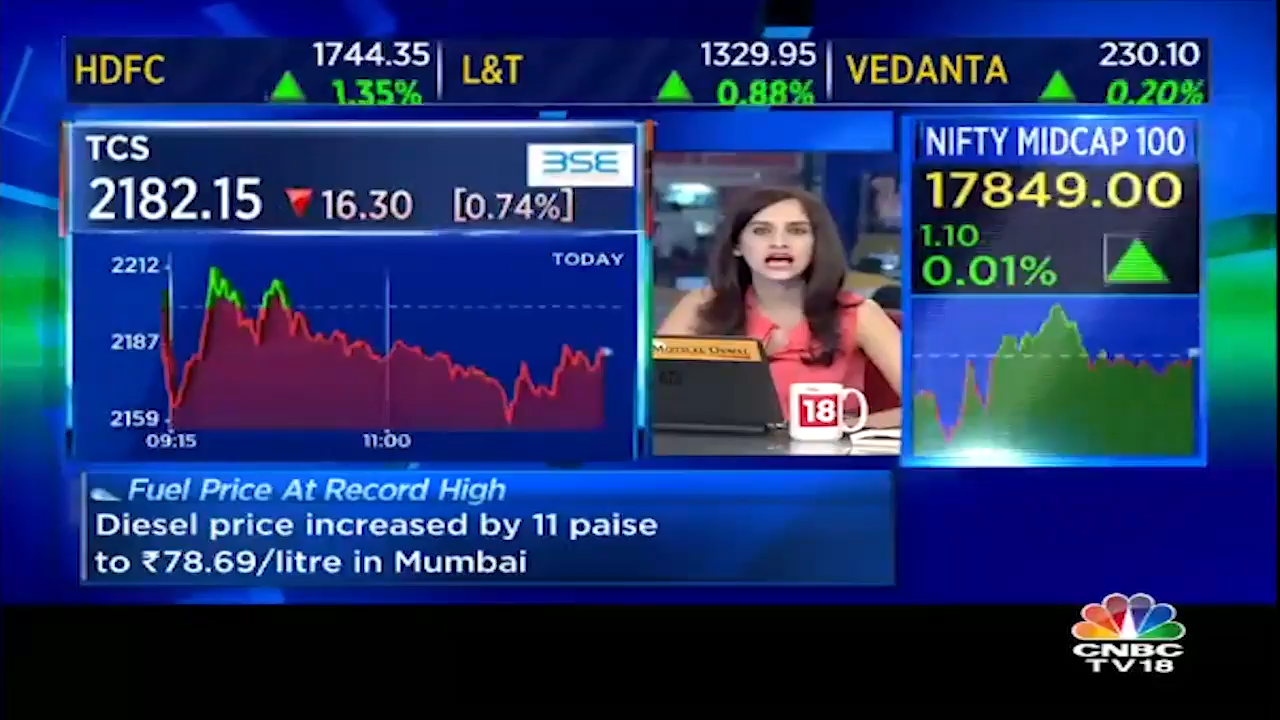 HDFC 1744.35 1.35%
L&T 1329.95 0.88%
VEDANTA 230.10 0.20%
TCS
BSE
2182.15 16.30 [0.74%]
TODAY
2212
2187
2159
09:15 11:00
MOTILAL OSWAL
18
NIFTY MIDCAP 100
17849.00
1.10
0.01%
Fuel Price At Record High
Diesel price increased by 11 paise
to ₹78.69/litre in Mumbai
CNBC
TV18